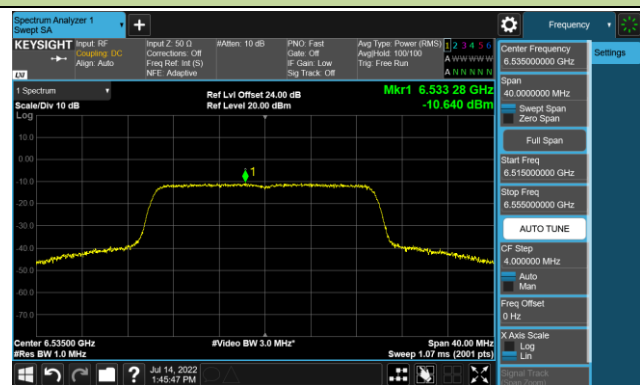 Spectrum Analyzer 1
Swept SA
Frequency
KEYSIGHT
Input: RF
Coupling: DC
Align: Auto
Input Z: 50 Ω
Corrections: Off
Freq Ref: Int (S)
NFE: Adaptive
#Atten: 10 dB
PNO: Fast
Gate: Off
IF Gain: Low
Sig Track: Off
Avg Type: Power (RMS)
Avg|Hold: 100/100
Trig: Free Run
1 2 3 4 5 6
A W W W W W
A N N N N N
LXI
1 Spectrum
Scale/Div 10 dB
Log
Ref Lvl Offset 24.00 dB
Ref Level 20.00 dBm
Mkr1 6.533 28 GHz
-10.640 dBm
10.0
0.00
-10.0
-20.0
-30.0
-40.0
-50.0
-60.0
-70.0
1
Center 6.53500 GHz
#Res BW 1.0 MHz
#Video BW 3.0 MHz*
Span 40.00 MHz
Sweep 1.07 ms (2001 pts)
Center Frequency
6.535000000 GHz
Settings
Span
40.0000000 MHz
Swept Span
Zero Span
Full Span
Start Freq
6.515000000 GHz
Stop Freq
6.555000000 GHz
AUTO TUNE
CF Step
4.000000 MHz
Auto
Man
Freq Offset
0 Hz
X Axis Scale
Log
Lin
Signal Track
(Span Zoom)
Jul 14, 2022
1:45:47 PM